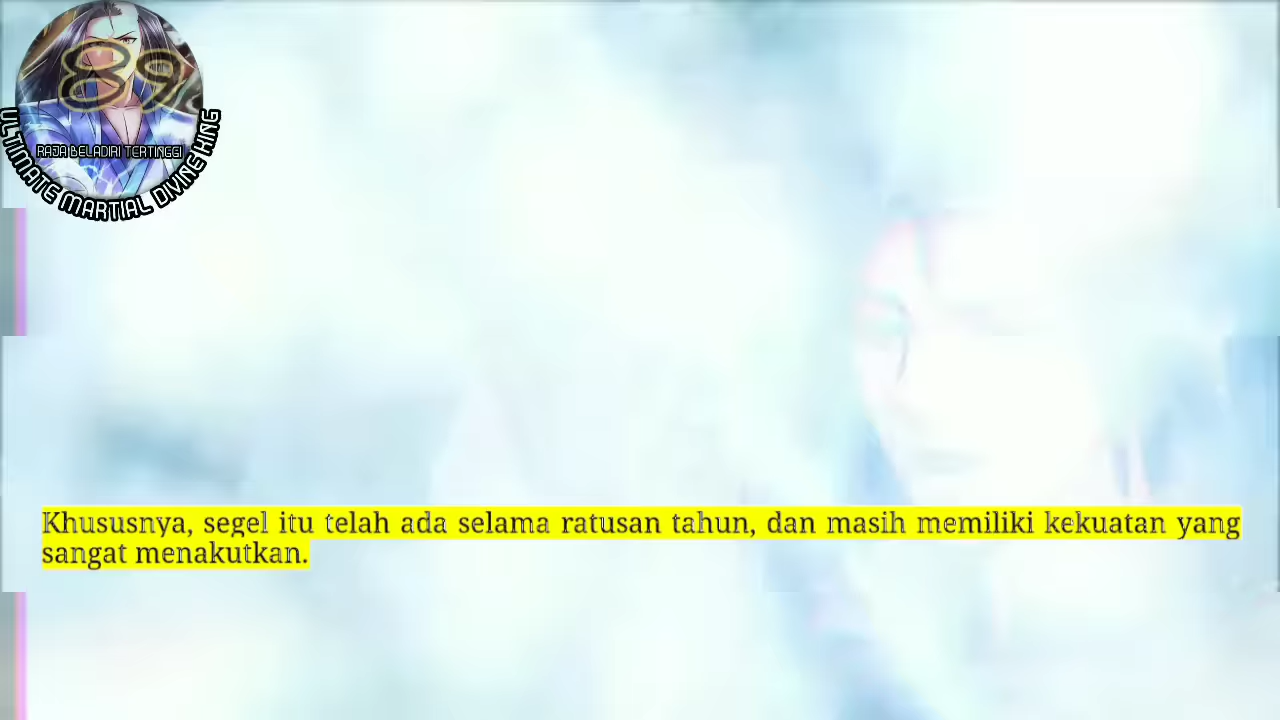 89
RAJA BELADIRI TERTINGGI
ULTIMATE MARTIAL DIVINE KING
Khususnya, segel itu telah ada selama ratusan tahun, dan masih memiliki kekuatan yang
sangat menakutkan.